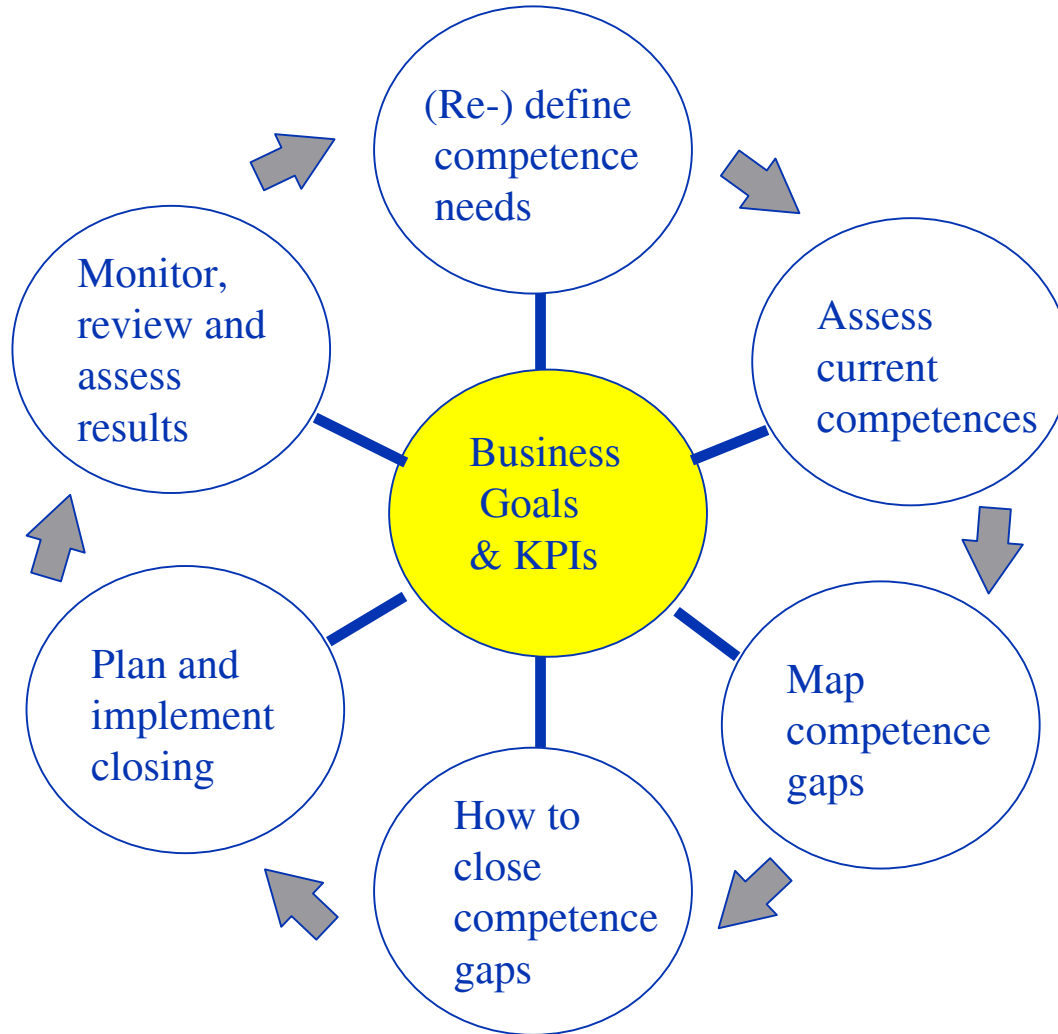 (Re-) define
competence
needs
Assess
current
competences
Map
competence
gaps
How to
close
competence
gaps
Plan and
implement
closing
Monitor,
review and
assess
results
Business
Goals
& KPIs